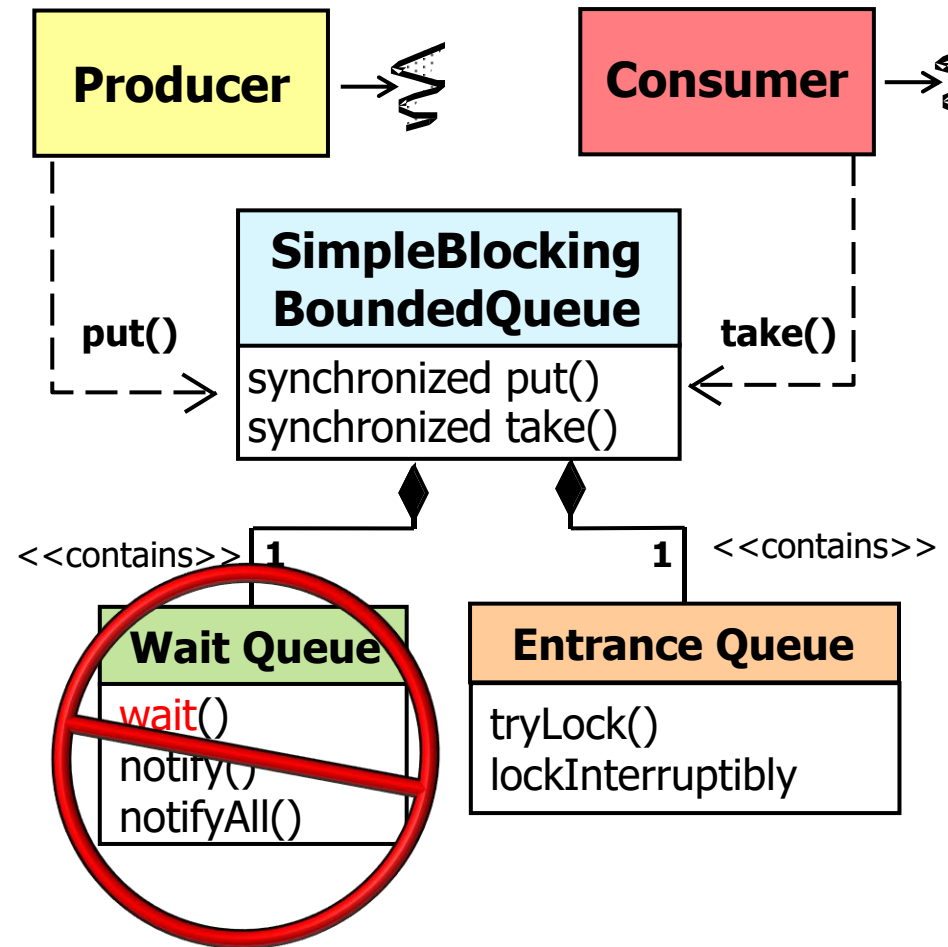 Producer
Consumer
SimpleBlocking
BoundedQueue
put()
take()
synchronized put()
synchronized take()
<<contains>>
1
1
<<contains>>
Wait Queue
Entrance Queue
wait()
notify()
notifyAll()
tryLock()
lockInterruptibly